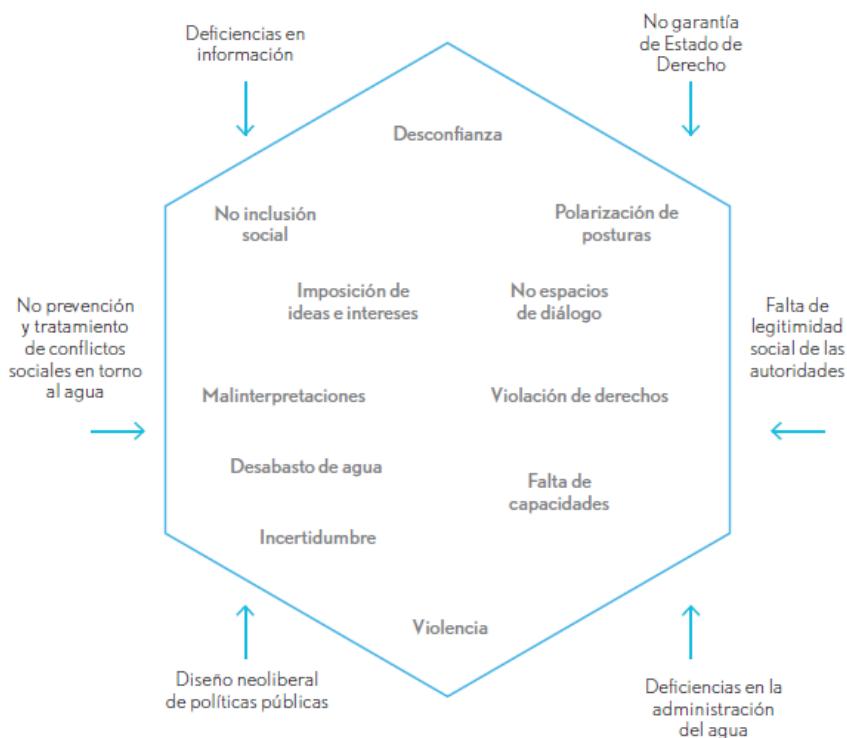 Deficiencias en
información
No garantía
de Estado de
Derecho
Desconfianza
No inclusión
social
Polarización de
posturas
Imposición de
ideas e intereses
No espacios
de diálogo
No prevención
y tratamiento
de conflictos
sociales en torno
al agua
Falta de
legitimidad
social de las
autoridades
Malinterpretaciones
Violación de derechos
Desabasto de agua
Falta de
capacidades
Incertidumbre
Violencia
Diseño neoliberal
de políticas públicas
Deficiencias en la
administración
del agua